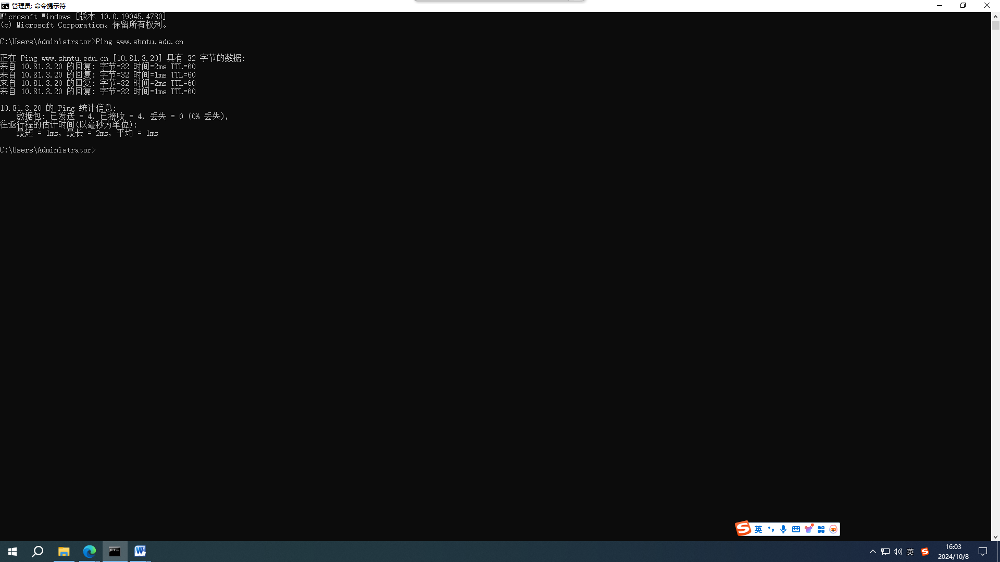 管理员: 命令提示符
Microsoft Windows [版本 10.0.19045.4780]
(c) Microsoft Corporation。保留所有权利。
C:\Users\Administrator>Ping www.shmtu.edu.cn
正在 Ping www.shmtu.edu.cn [10.81.3.20] 具有 32 字节的数据:
来自 10.81.3.20 的回复: 字节=32 时间=2ms TTL=60
来自 10.81.3.20 的回复: 字节=32 时间=1ms TTL=60
来自 10.81.3.20 的回复: 字节=32 时间=2ms TTL=60
来自 10.81.3.20 的回复: 字节=32 时间=1ms TTL=60
10.81.3.20 的 Ping 统计信息:
数据包: 已发送 = 4，已接收 = 4，丢失 = 0 (0% 丢失)，
往返行程的估计时间(以毫秒为单位):
最短 = 1ms，最长 = 2ms，平均 = 1ms
C:\Users\Administrator>
英
英
16:03
2024/10/8